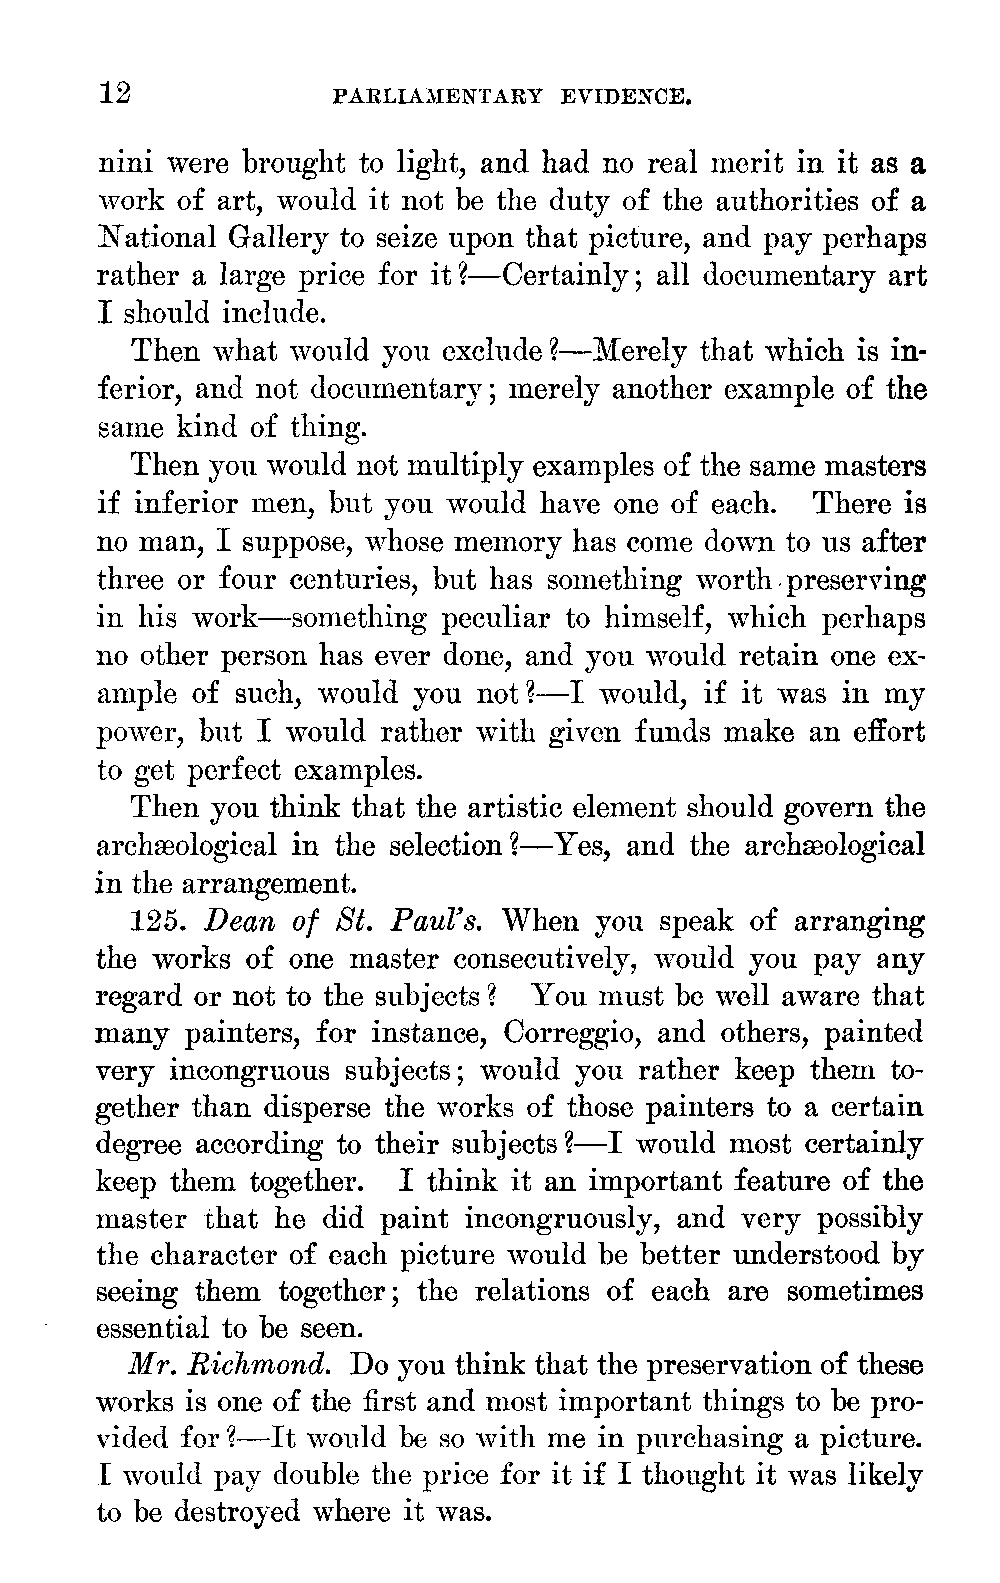 12 PARLIAMENTARY EVIDENCE.
nini were brought to light, and had no real merit in it as a
work of art, would it not be the duty of the authorities of a
National Gallery to seize upon that picture, and pay perhaps
rather a large price for it?—Certainly; all documentary art
I should include.
Then what would you exclude?—Merely that which is in-
ferior, and not documentary; merely another example of the
same kind of thing.
Then you would not multiply examples of the same masters
if inferior men, but you would have one of each. There is
no man, I suppose, whose memory has come down to us after
three or four centuries, but has something worth preserving
in his work—something peculiar to himself, which perhaps
no other person has ever done, and you would retain one ex-
ample of such, would you not?—I would, if it was in my
power, but I would rather with given funds make an effort
to get perfect examples.
Then you think that the artistic element should govern the
archæological in the selection?—Yes, and the archæological
in the arrangement.
125. Dean of St. Paul's. When you speak of arranging
the works of one master consecutively, would you pay any
regard or not to the subjects? You must be well aware that
many painters, for instance, Correggio, and others, painted
very incongruous subjects; would you rather keep them to-
gether than disperse the works of those painters to a certain
degree according to their subjects?—I would most certainly
keep them together. I think it an important feature of the
master that he did paint incongruously, and very possibly
the character of each picture would be better understood by
seeing them together; the relations of each are sometimes
essential to be seen.
Mr. Richmond. Do you think that the preservation of these
works is one of the first and most important things to be pro-
vided for?—It would be so with me in purchasing a picture.
I would pay double the price for it if I thought it was likely
to be destroyed where it was.